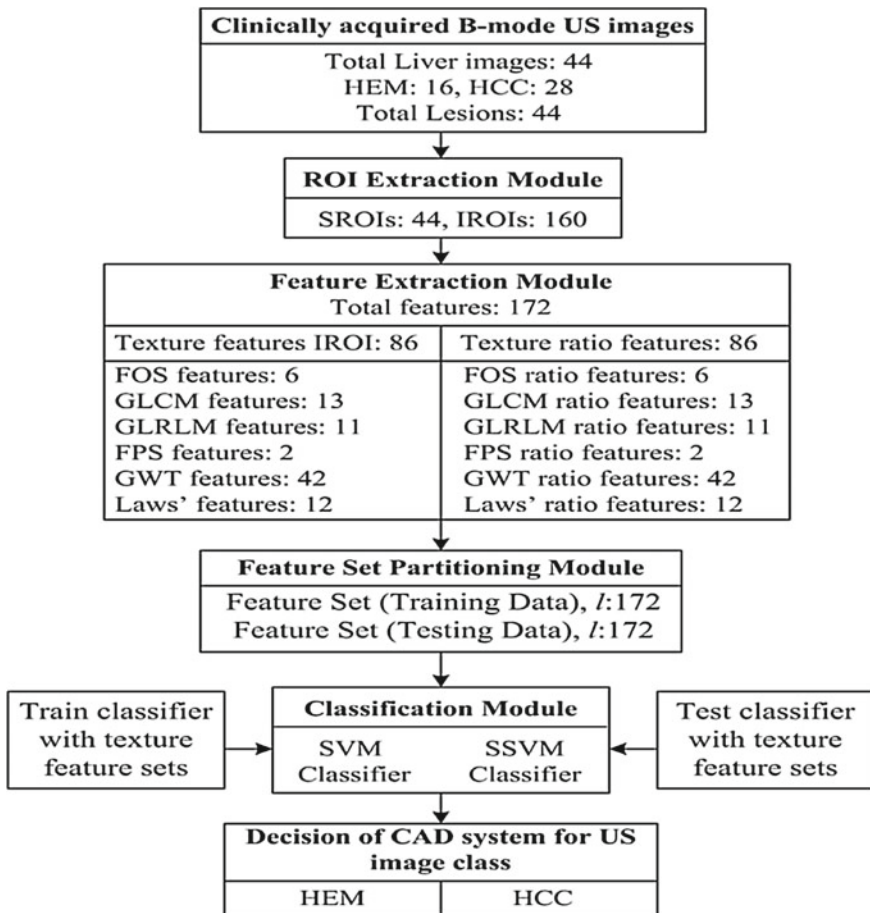 Clinically acquired B-mode US images
Total Liver images: 44
HEM: 16, HCC: 28
Total Lesions: 44
ROI Extraction Module
SROIs: 44, IROIs: 160
Feature Extraction Module
Total features: 172
Texture features IROI: 86
FOS features: 6
GLCM features: 13
GLRLM features: 11
FPS features: 2
GWT features: 42
Laws’ features: 12
Texture ratio features: 86
FOS ratio features: 6
GLCM ratio features: 13
GLRLM ratio features: 11
FPS ratio features: 2
GWT ratio features: 42
Laws’ ratio features: 12
Feature Set Partitioning Module
Feature Set (Training Data), l:172
Feature Set (Testing Data), l:172
Train classifier
with texture
feature sets
Classification Module
SVM
Classifier
SSVM
Classifier
Test classifier
with texture
feature sets
Decision of CAD system for US
image class
HEM
HCC